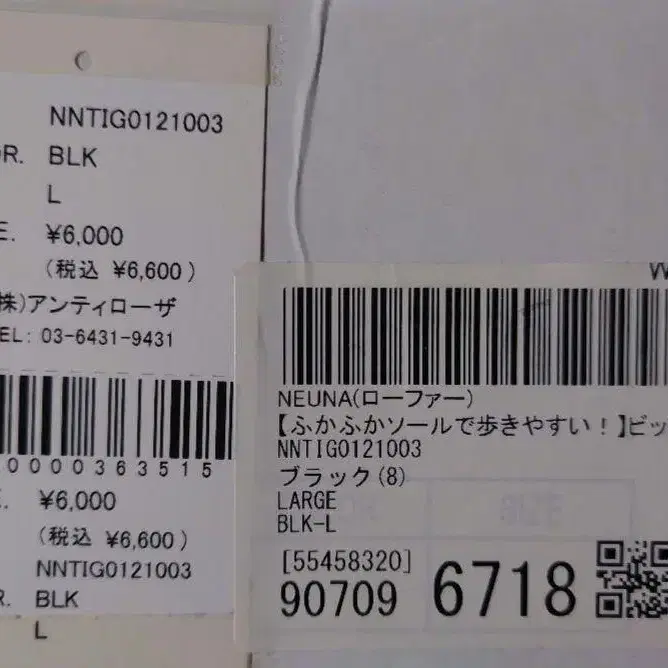 NNTIG0121003
R. BLK
L
E. ¥6,000
(税込 ¥6,600)
株)アンティローザ
EL: 03-6431-9431
0000363515
. ¥6,000
(税込 ¥6,600)
NNTIG0121003
R. BLK
L
NEUNA(ローファー)
【ふかふかソールで歩きやすい！】ビッ
NNTIG0121003
ブラック(8)
LARGE
BLK-L
[55458320]
90709 6718
SIZE